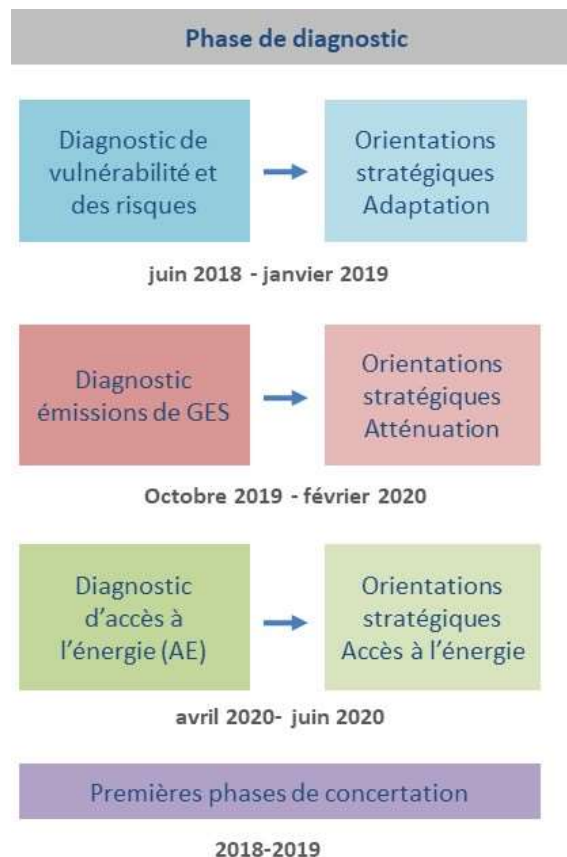 Phase de diagnostic
Diagnostic de
vulnérabilité et
des risques
Orientations
stratégiques
Adaptation
juin 2018 - janvier 2019
Diagnostic
émissions de GES
Orientations
stratégiques
Atténuation
Octobre 2019 - février 2020
Diagnostic
d'accès à
l'énergie (AE)
Orientations
stratégiques
Accès à l'énergie
avril 2020- juin 2020
Premières phases de concertation
2018-2019